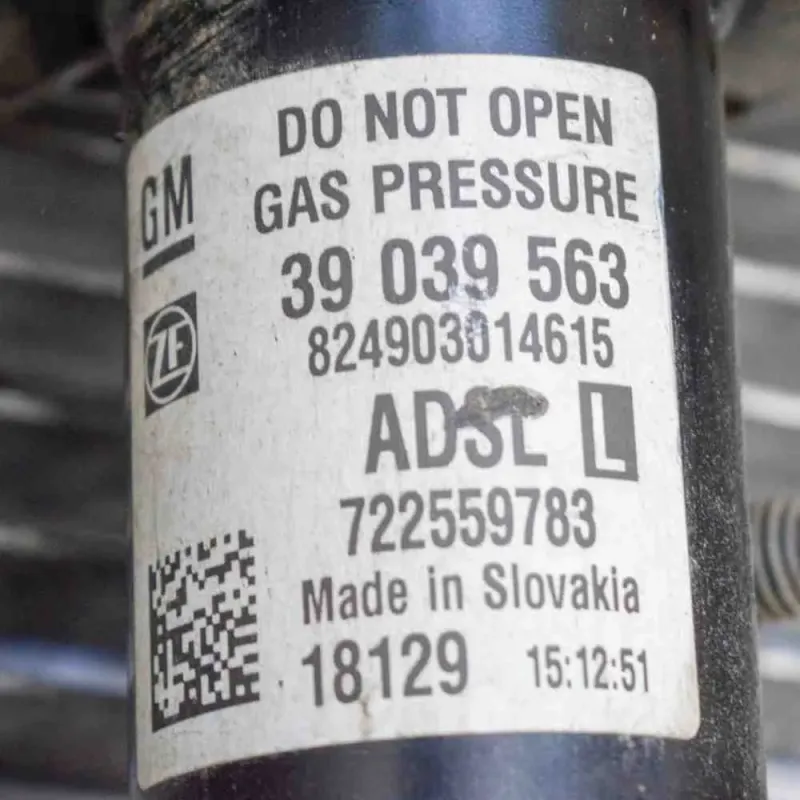 DO NOT OPEN
GM
GAS PRESSURE
39 039 563
824903014615
ZF
ADSL L
722559783
Made in Slovakia
18129 15:12:51